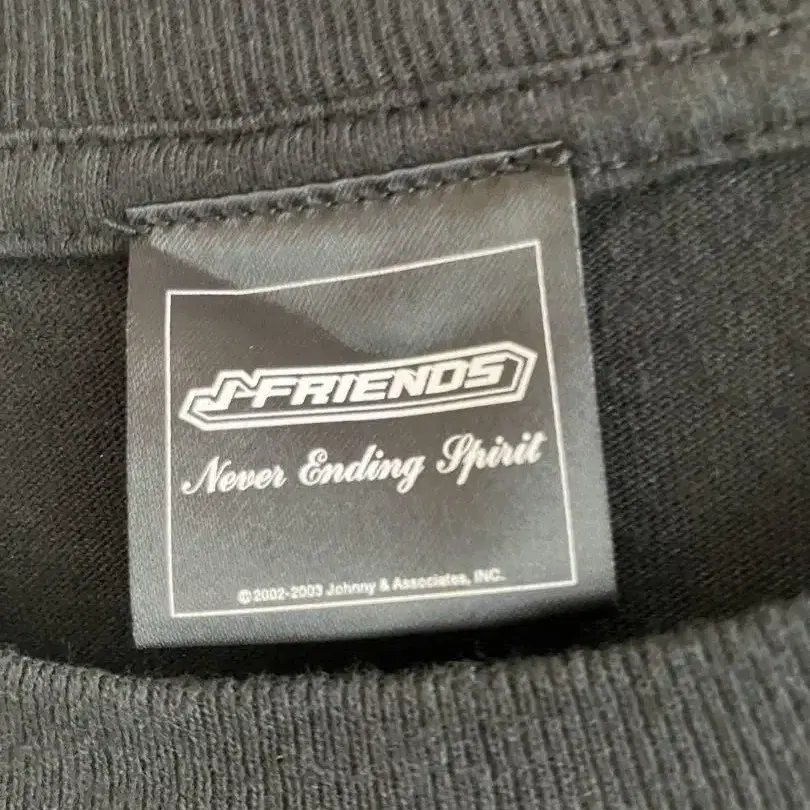 J-FRIENDS
Never Ending Spirit
©2002-2003 Johnny & Associates, INC.